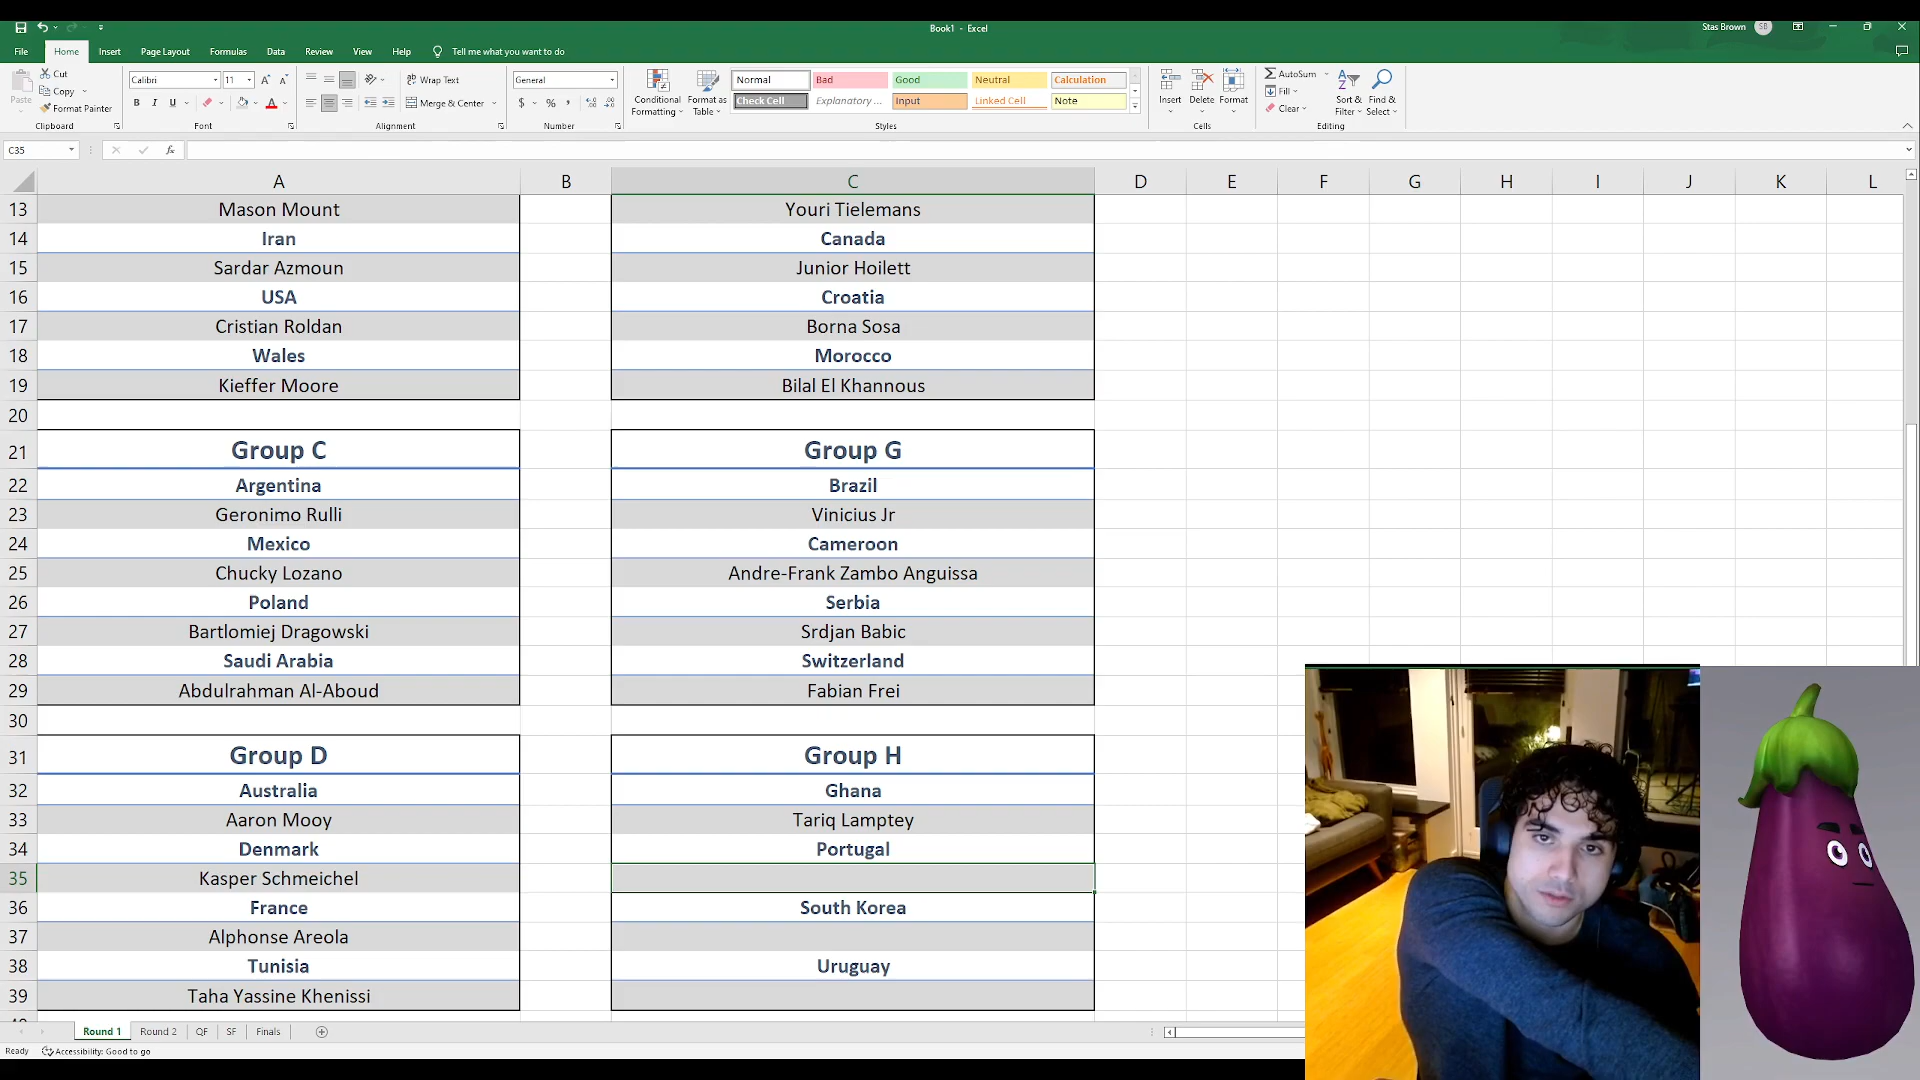 Book1 - Excel
Stas Brown
SB
File Home Insert Page Layout Formulas Data Review View Help Tell me what you want to do
Paste
Cut
Copy
Format Painter
Clipboard
Calibri
11
B I U
Font
Wrap Text
Merge & Center
Alignment
General
$ % ,
Number
Conditional Formatting
Format as Table
Normal Bad Good Neutral Calculation
Check Cell Explanatory ... Input Linked Cell Note
Styles
Insert Delete Format
Cells
AutoSum
Fill
Clear
Sort & Filter
Find & Select
Editing
C35
fx
A B C D E F G H I J K L
13 Mason Mount Youri Tielemans
14 Iran Canada
15 Sardar Azmoun Junior Hoilett
16 USA Croatia
17 Cristian Roldan Borna Sosa
18 Wales Morocco
19 Kieffer Moore Bilal El Khannous
20
21 Group C Group G
22 Argentina Brazil
23 Geronimo Rulli Vinicius Jr
24 Mexico Cameroon
25 Chucky Lozano Andre-Frank Zambo Anguissa
26 Poland Serbia
27 Bartlomiej Dragowski Srdjan Babic
28 Saudi Arabia Switzerland
29 Abdulrahman Al-Aboud Fabian Frei
30
31 Group D Group H
32 Australia Ghana
33 Aaron Mooy Tariq Lamptey
34 Denmark Portugal
35 Kasper Schmeichel
36 France South Korea
37 Alphonse Areola
38 Tunisia Uruguay
39 Taha Yassine Khenissi
Round 1 Round 2 QF SF Finals
Ready Accessibility: Good to go